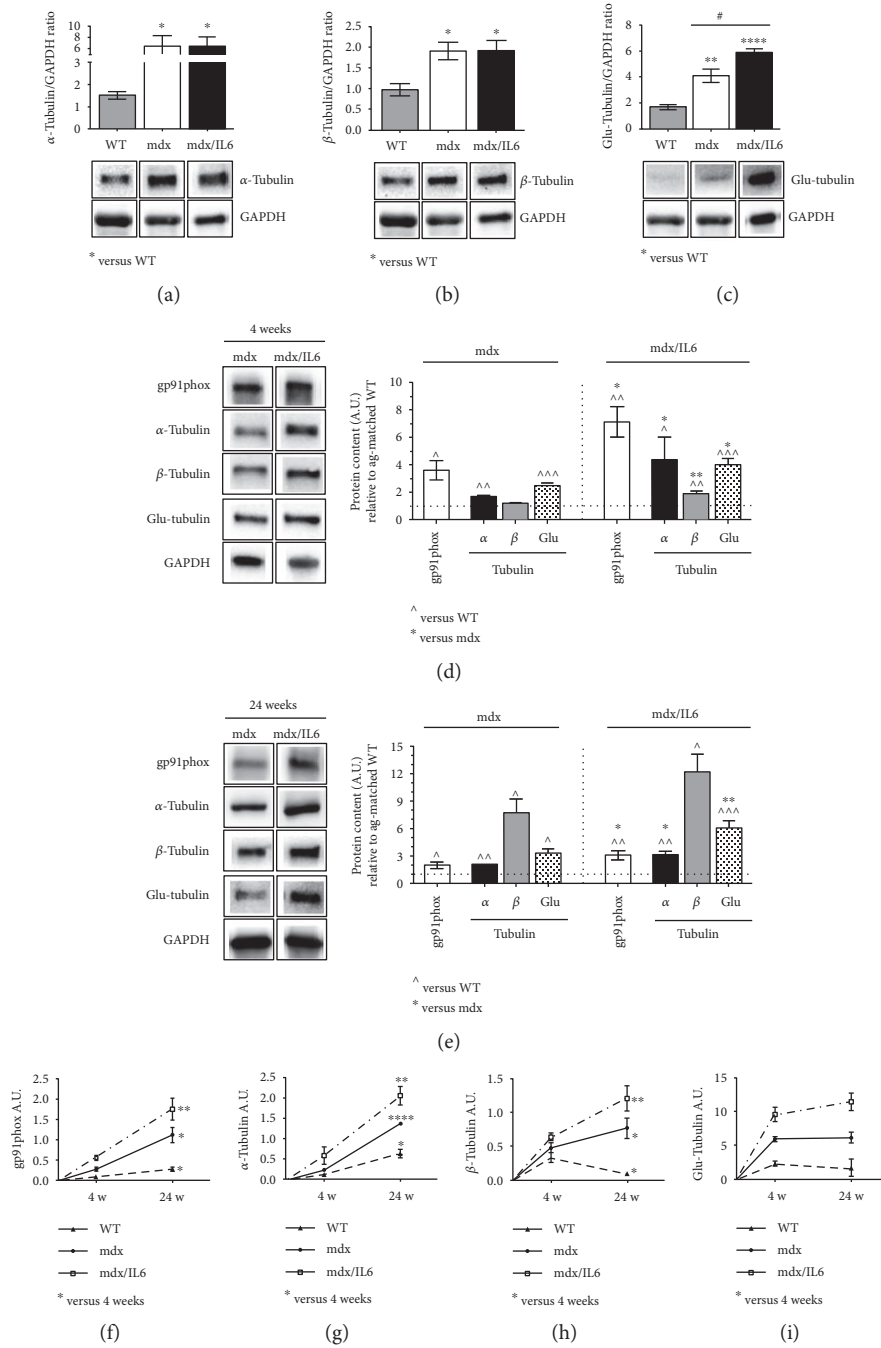 α-Tubulin/GAPDH ratio
10
8
6
4
2
1
0
*
*
WT
mdx
mdx/IL6
α-Tubulin
GAPDH
* versus WT
(a)
β-Tubulin/GAPDH ratio
2.5
2.0
1.5
1.0
0.5
0.0
*
*
WT
mdx
mdx/IL6
β-Tubulin
GAPDH
* versus WT
(b)
Glu-Tubulin/GAPDH ratio
8
6
4
2
0
#
**
****
WT
mdx
mdx/IL6
Glu-tubulin
GAPDH
* versus WT
(c)
4 weeks
mdx mdx/IL6
gp91phox
α-Tubulin
β-Tubulin
Glu-tubulin
GAPDH
Protein content (A.U.)
relative to ag-matched WT
10
8
6
4
2
0
mdx
mdx/IL6
^
^^
^^^
*
^^
*
^
**
^^
*
^^^
gp91phox
α β Glu
Tubulin
gp91phox
α β Glu
Tubulin
^ versus WT
* versus mdx
(d)
24 weeks
mdx mdx/IL6
gp91phox
α-Tubulin
β-Tubulin
Glu-tubulin
GAPDH
Protein content (A.U.)
relative to ag-matched WT
15
12
9
6
3
0
mdx
mdx/IL6
^
^^
^
^
*
^^
*
^^
^
**
^^^
gp91phox
α β Glu
Tubulin
gp91phox
α β Glu
Tubulin
^ versus WT
* versus mdx
(e)
gp91phox A.U.
2.5
2.0
1.5
1.0
0.5
0.0
**
*
*
4 w 24 w
WT
mdx
mdx/IL6
* versus 4 weeks
(f)
α-Tubulin A.U.
2.5
2.0
1.5
1.0
0.5
0.0
**
****
*
4 w 24 w
WT
mdx
mdx/IL6
* versus 4 weeks
(g)
β-Tubulin A.U.
1.5
1.0
0.5
0.0
**
*
*
4 w 24 w
WT
mdx
mdx/IL6
* versus 4 weeks
(h)
Glu-Tubulin A.U.
15
10
5
0
4 w 24 w
WT
mdx
mdx/IL6
* versus 4 weeks
(i)